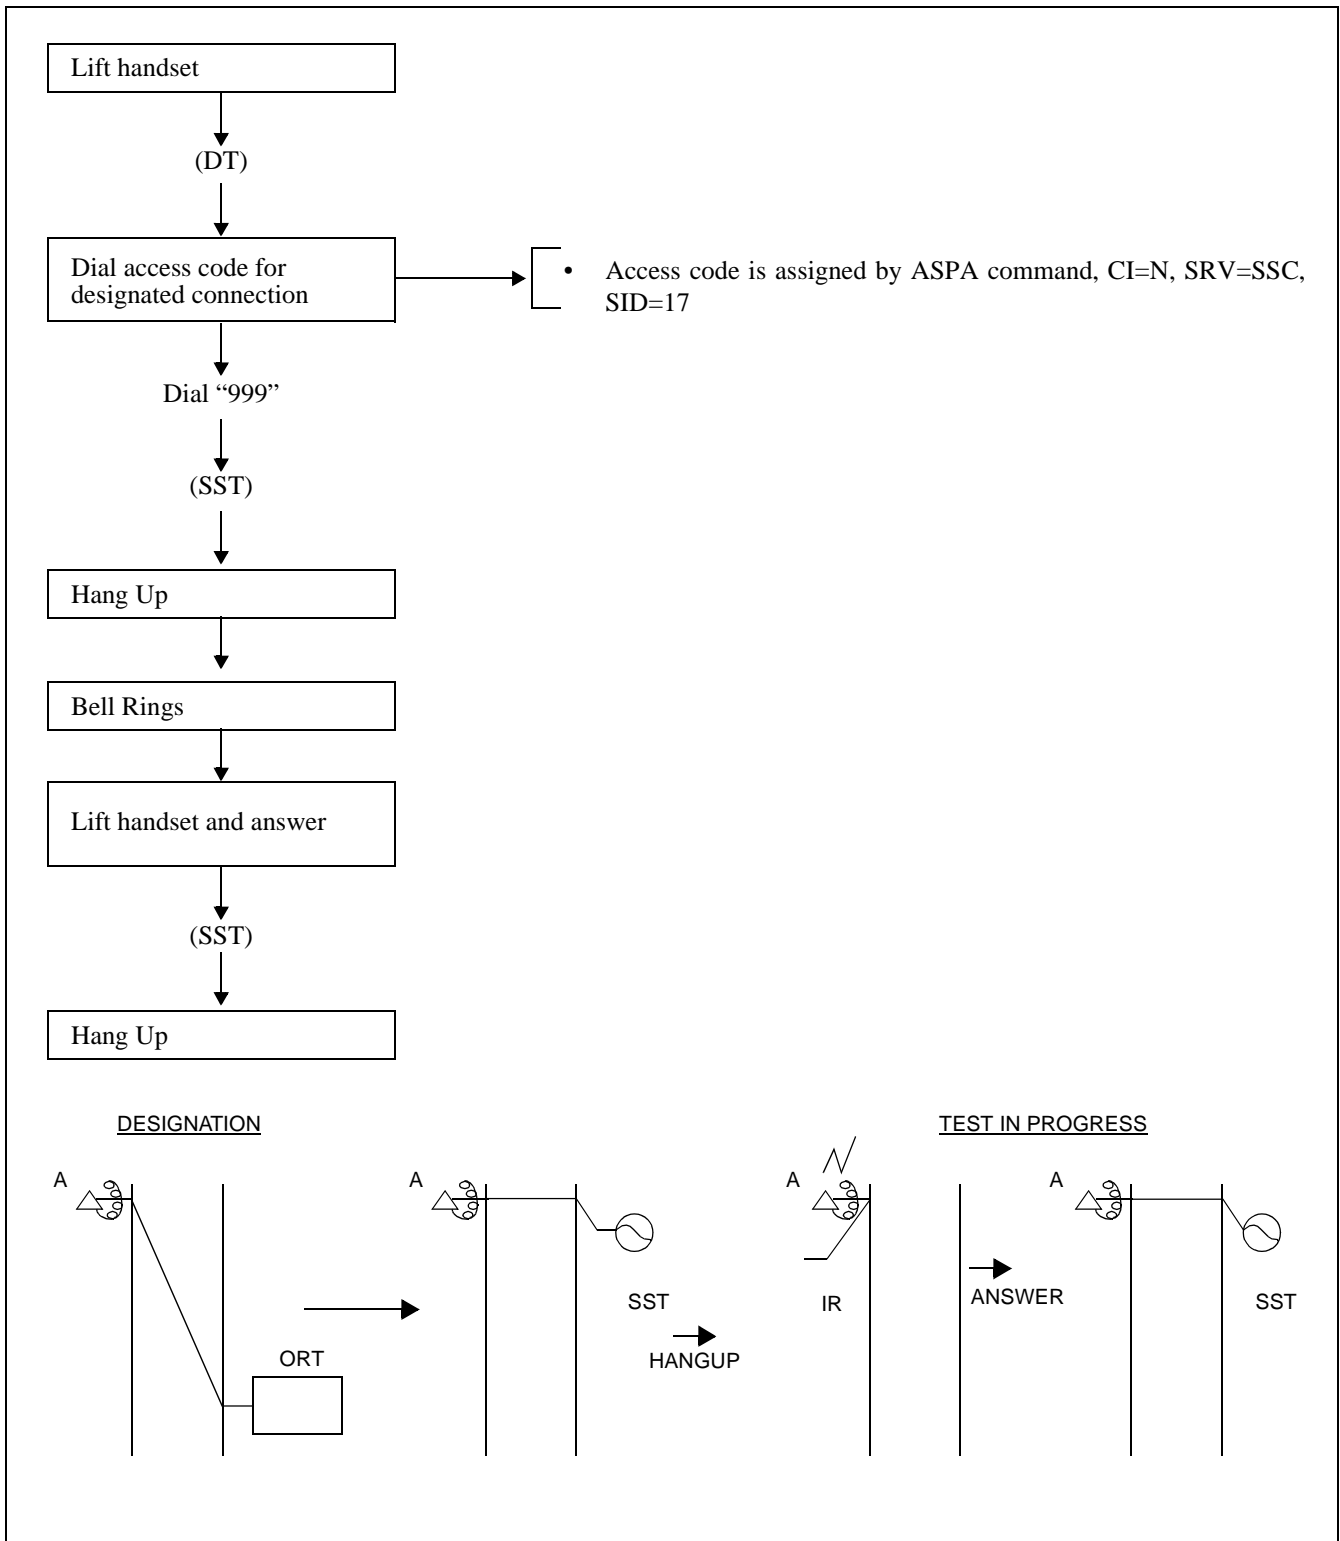 Lift handset
(DT)
Dial access code for
designated connection
• Access code is assigned by ASPA command, CI=N, SRV=SSC,
SID=17
Dial “999”
(SST)
Hang Up
Bell Rings
Lift handset and answer
(SST)
Hang Up
DESIGNATION
TEST IN PROGRESS
A
A
A
A
SST
IR
ANSWER
SST
ORT
HANGUP